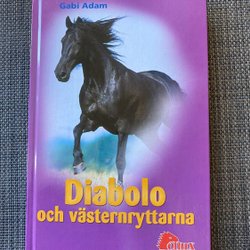 Gabi Adam
Diabolo
och västernryttarna